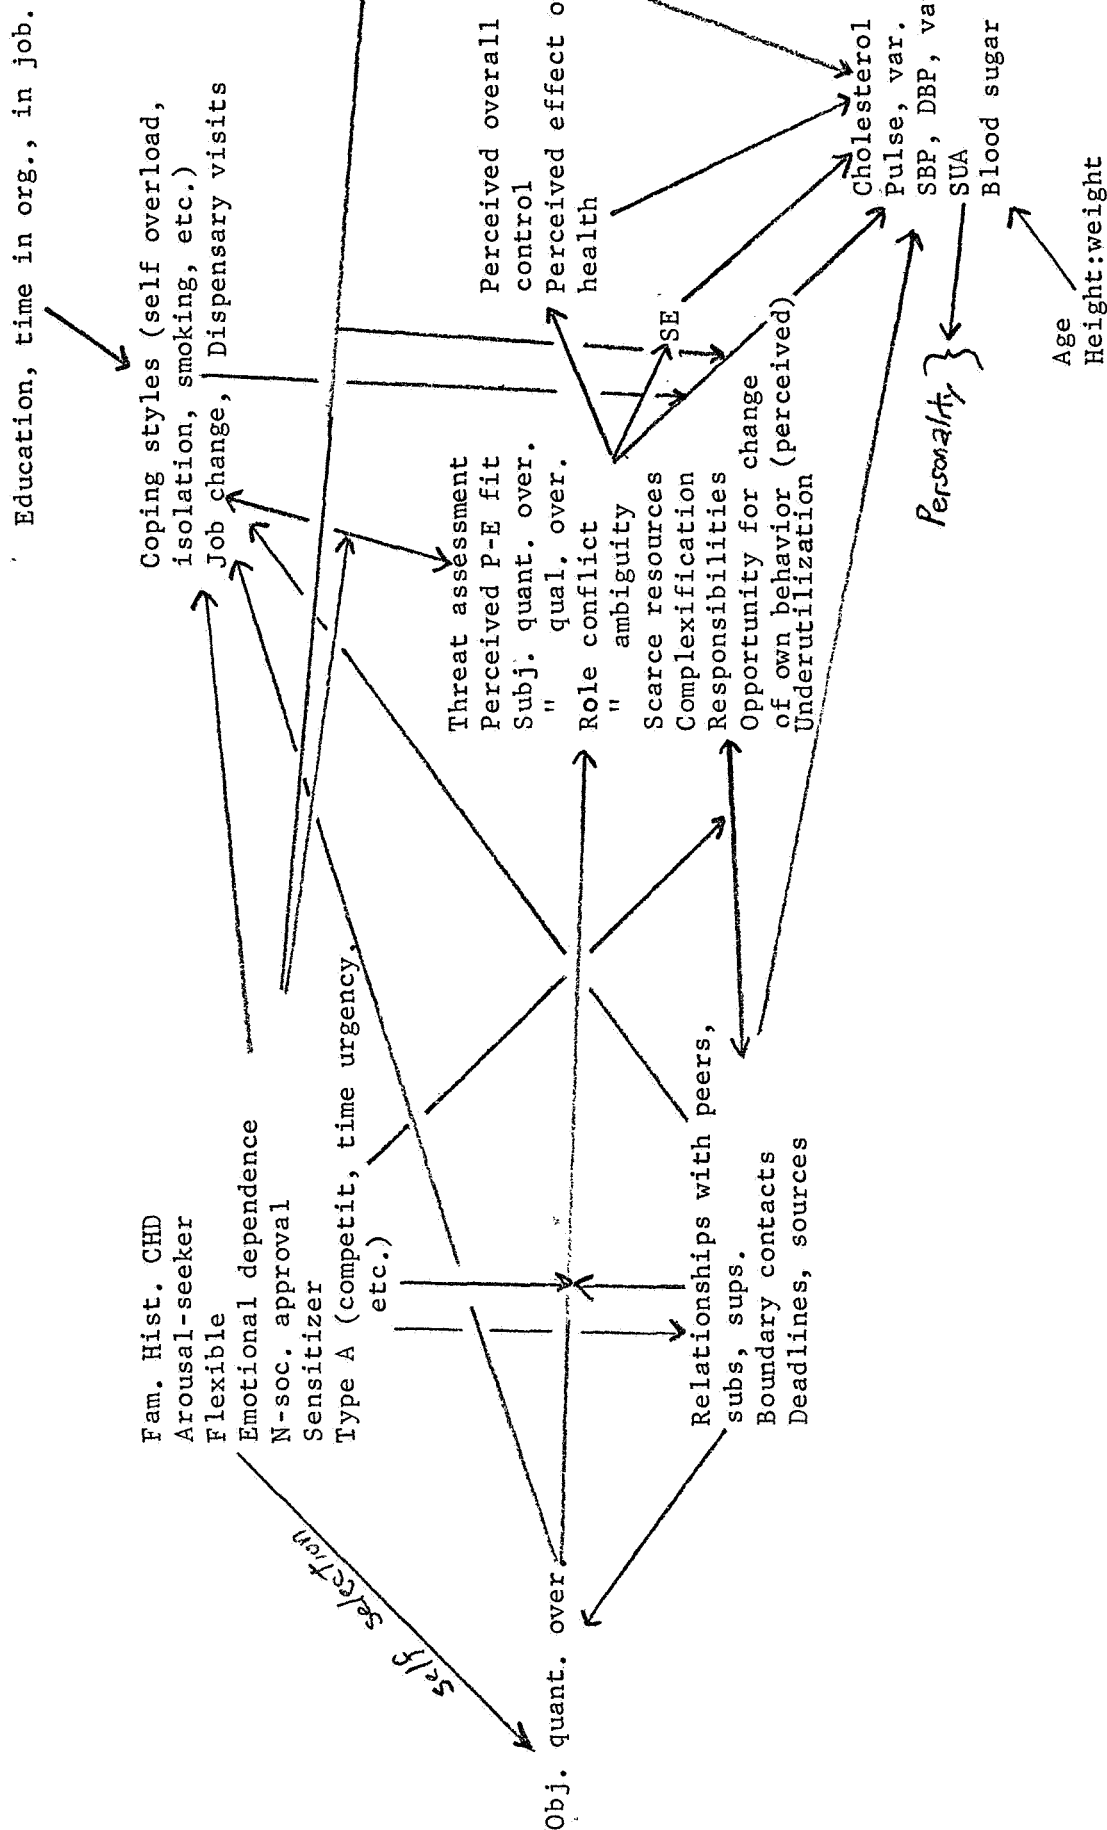 Education, time in org., in job.
Coping styles (self overload,
isolation, smoking, etc.)
Job change, Dispensary visits
Fam. Hist. CHD
Arousal-seeker
Flexible
Emotional dependence
N-soc. approval
Sensitizer
Type A (competit, time urgency,
etc.)
self selection
Obj. quant. over.
Relationships with peers,
subs, sups.
Boundary contacts
Deadlines, sources
Threat assessment
Perceived P-E fit
Subj. quant. over.
" qual. over.
Role conflict
" ambiguity
Scarce resources
Complexification
Responsibilities
Opportunity for change
of own behavior (perceived)
Underutilization
Perceived overall
control
Perceived effect o
health
SE
Cholesterol
Pulse, var.
SBP, DBP, va
SUA
Blood sugar
Personality }
Age
Height:weight